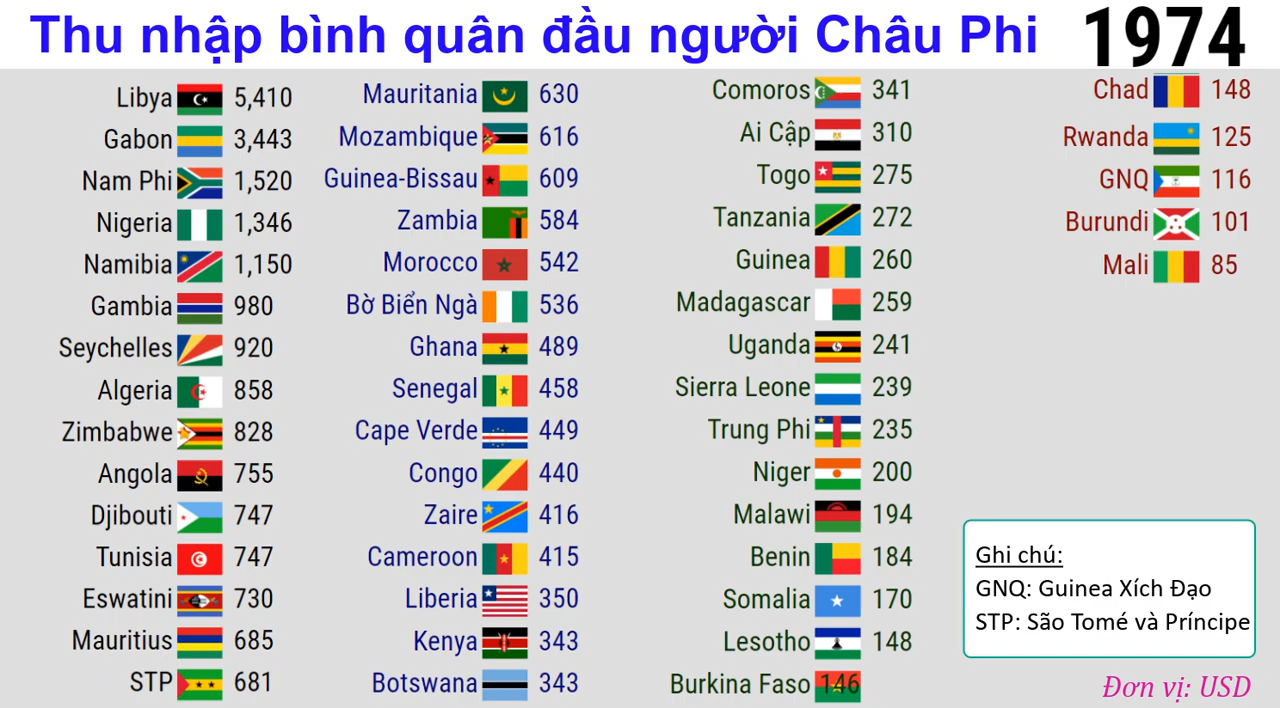 Thu nhập bình quân đầu người Châu Phi 1974
Libya 5,410
Gabon 3,443
Nam Phi 1,520
Nigeria 1,346
Namibia 1,150
Gambia 980
Seychelles 920
Algeria 858
Zimbabwe 828
Angola 755
Djibouti 747
Tunisia 747
Eswatini 730
Mauritius 685
STP 681
Mauritania 630
Mozambique 616
Guinea-Bissau 609
Zambia 584
Morocco 542
Bờ Biển Ngà 536
Ghana 489
Senegal 458
Cape Verde 449
Congo 440
Zaire 416
Cameroon 415
Liberia 350
Kenya 343
Botswana 343
Comoros 341
Ai Cập 310
Togo 275
Tanzania 272
Guinea 260
Madagascar 259
Uganda 241
Sierra Leone 239
Trung Phi 235
Niger 200
Malawi 194
Benin 184
Somalia 170
Lesotho 148
Burkina Faso 146
Chad 148
Rwanda 125
GNQ 116
Burundi 101
Mali 85
Ghi chú:
GNQ: Guinea Xích Đạo
STP: São Tomé và Príncipe
Đơn vị: USD